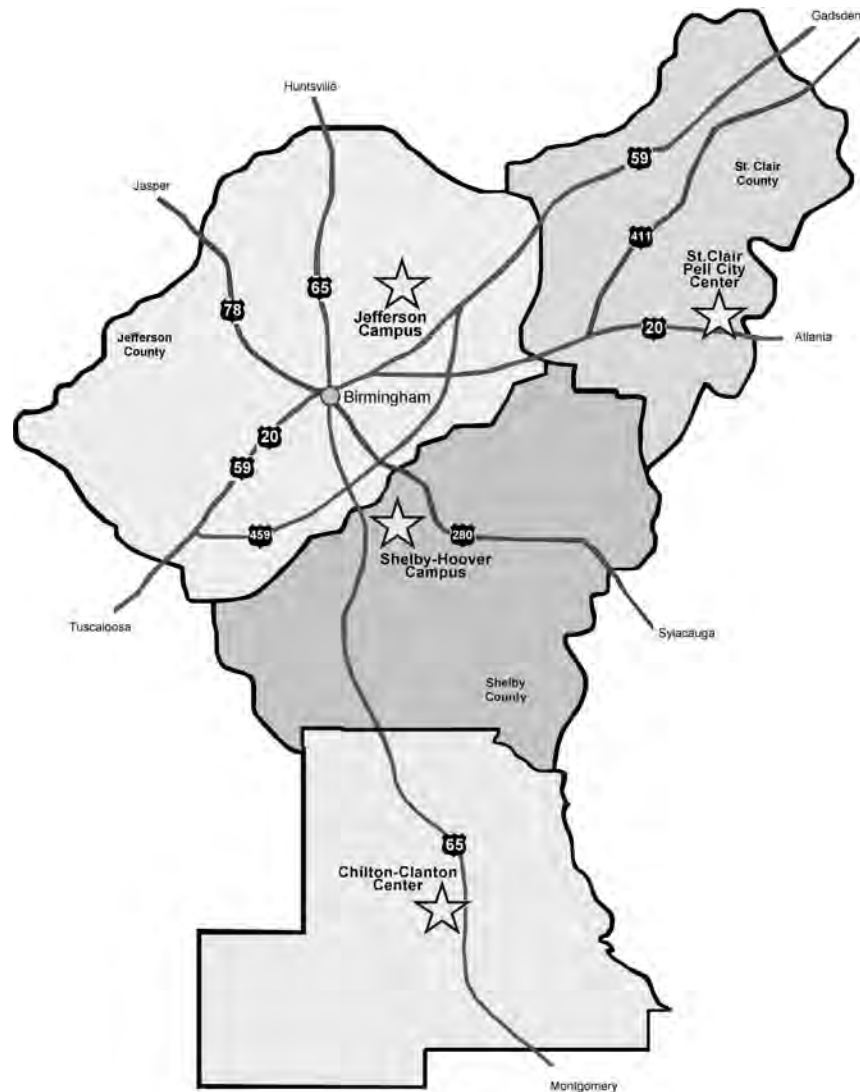 Gadsden
Huntsville
59
St. Clair
County
Jasper
411
St.Clair
Pell City
Center
65
78
Jefferson
Campus
20
Jefferson
County
Atlanta
Birmingham
20
59
459
280
Shelby-Hoover
Campus
Tuscaloosa
Sylacauga
Shelby
County
65
Chilton-Clanton
Center
Montgomery